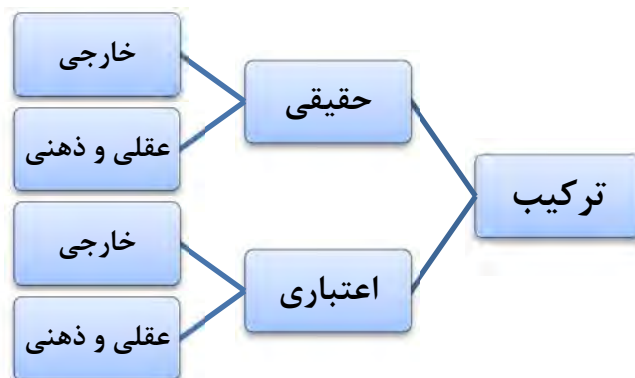 ترکیب
حقیقی
خارجی
عقلی و ذهنی
اعتباری
خارجی
عقلی و ذهنی